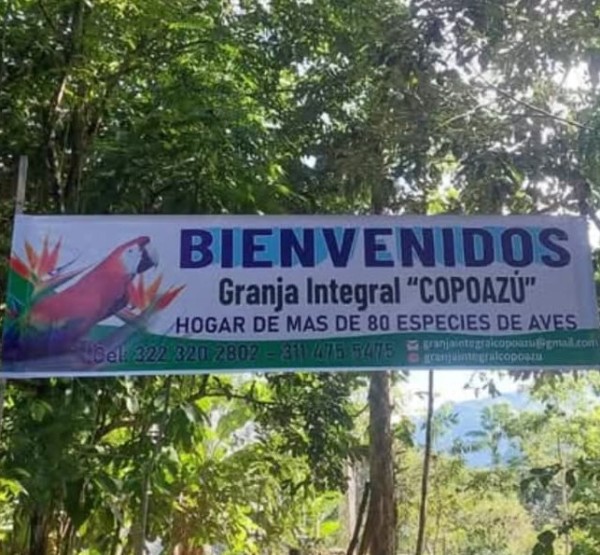 BIENVENIDOS
Granja Integral "COPOAZÚ"
HOGAR DE MAS DE 80 ESPECIES DE AVES
Cel. 322 320 2802 - 311 475 5475
granjaintegralcopoazu@gmail.com
granjaintegralcopoazu